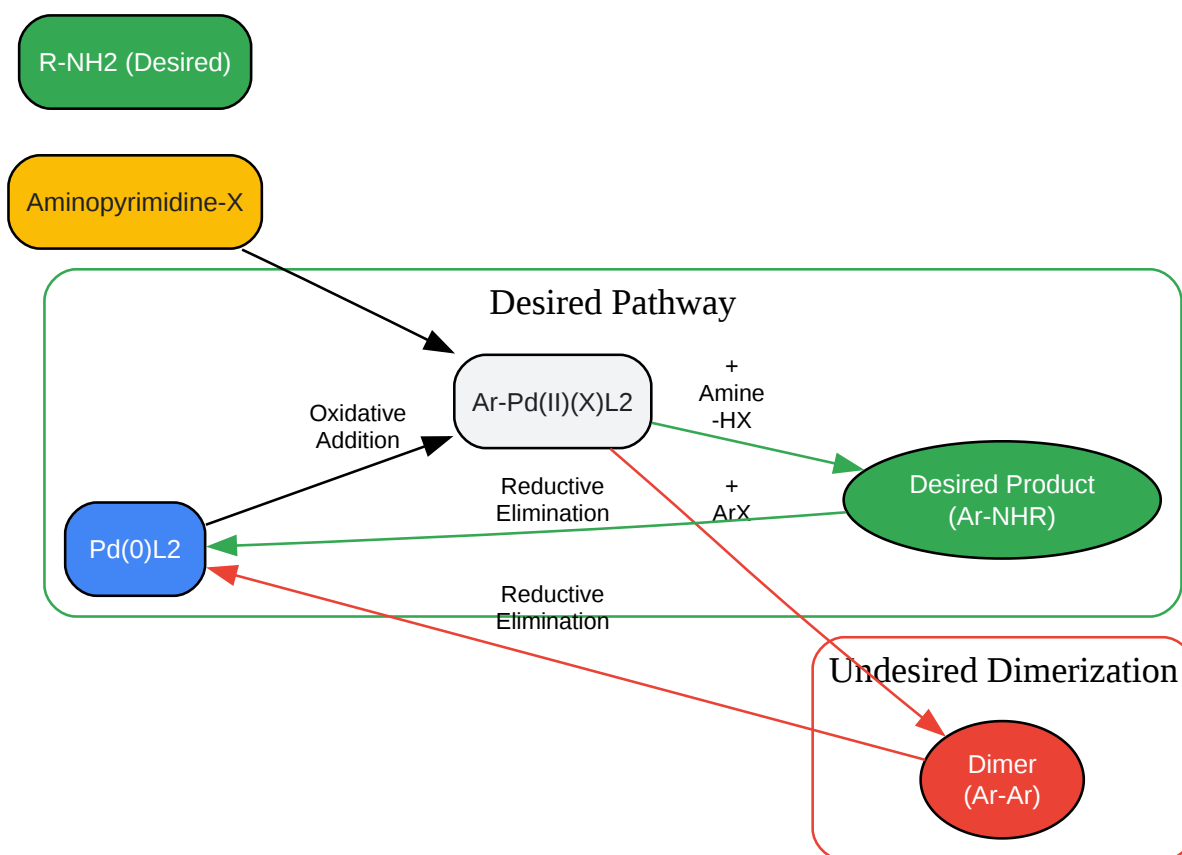 R-NH2 (Desired)
Aminopyrimidine-X
Desired Pathway
Ar-Pd(II)(X)L2
+
Amine
-HX
Oxidative
Addition
Reductive
Elimination
+
ArX
Desired Product
(Ar-NHR)
Pd(0)L2
Reductive
Elimination
Undesired Dimerization
Dimer
(Ar-Ar)